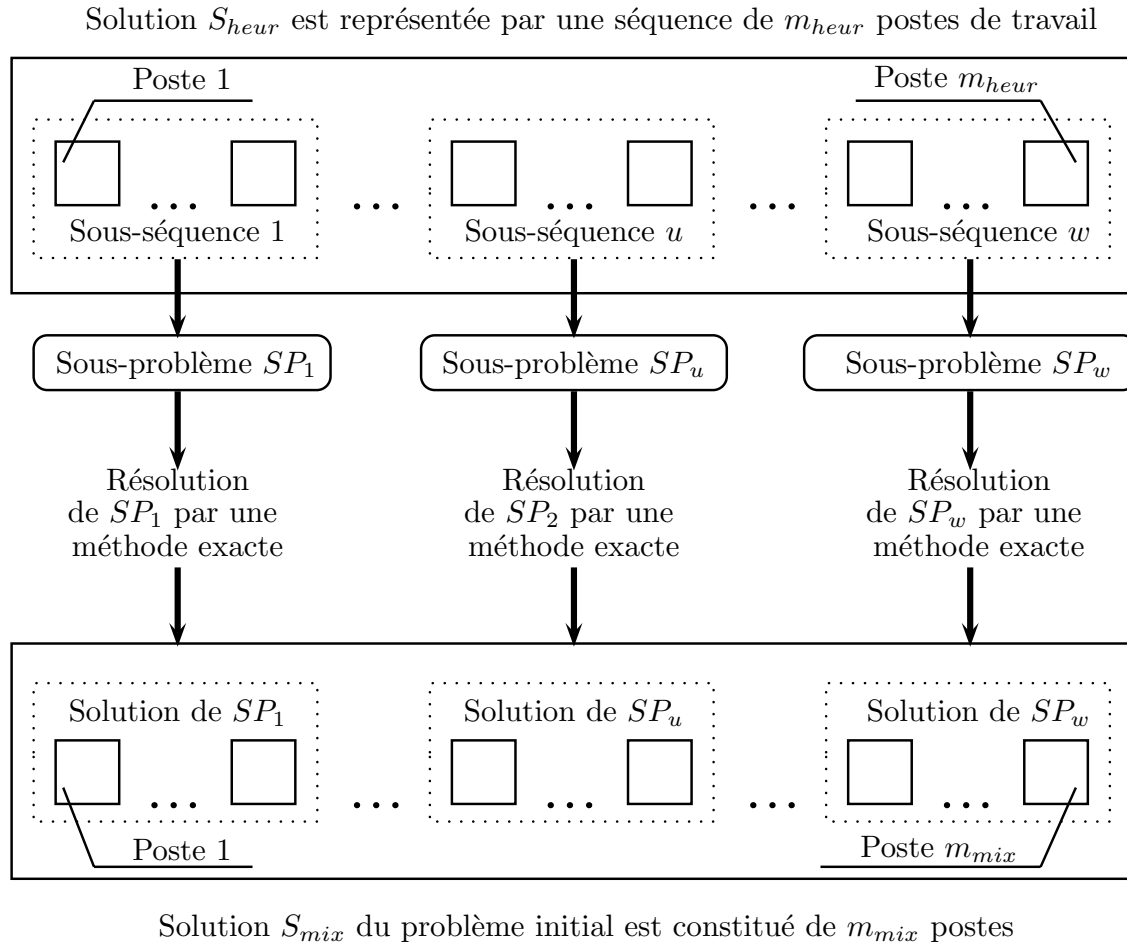 Solution S_heur est représentée par une séquence de m_heur postes de travail
Poste 1
Poste m_heur
... ... ... ... ...
Sous-séquence 1
Sous-séquence u
Sous-séquence w
Sous-problème SP_1
Sous-problème SP_u
Sous-problème SP_w
Résolution
de SP_1 par une
méthode exacte
Résolution
de SP_2 par une
méthode exacte
Résolution
de SP_w par une
méthode exacte
Solution de SP_1
Solution de SP_u
Solution de SP_w
... ... ... ... ...
Poste 1
Poste m_mix
Solution S_mix du problème initial est constitué de m_mix postes